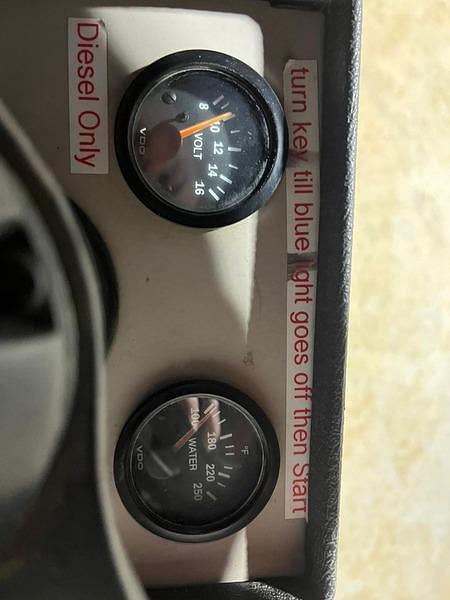 turn key till blue light goes off then Start
8 10 12 14 16
VOLT
VDO
°F
100 180 220 250
WATER
VDO
Diesel Only